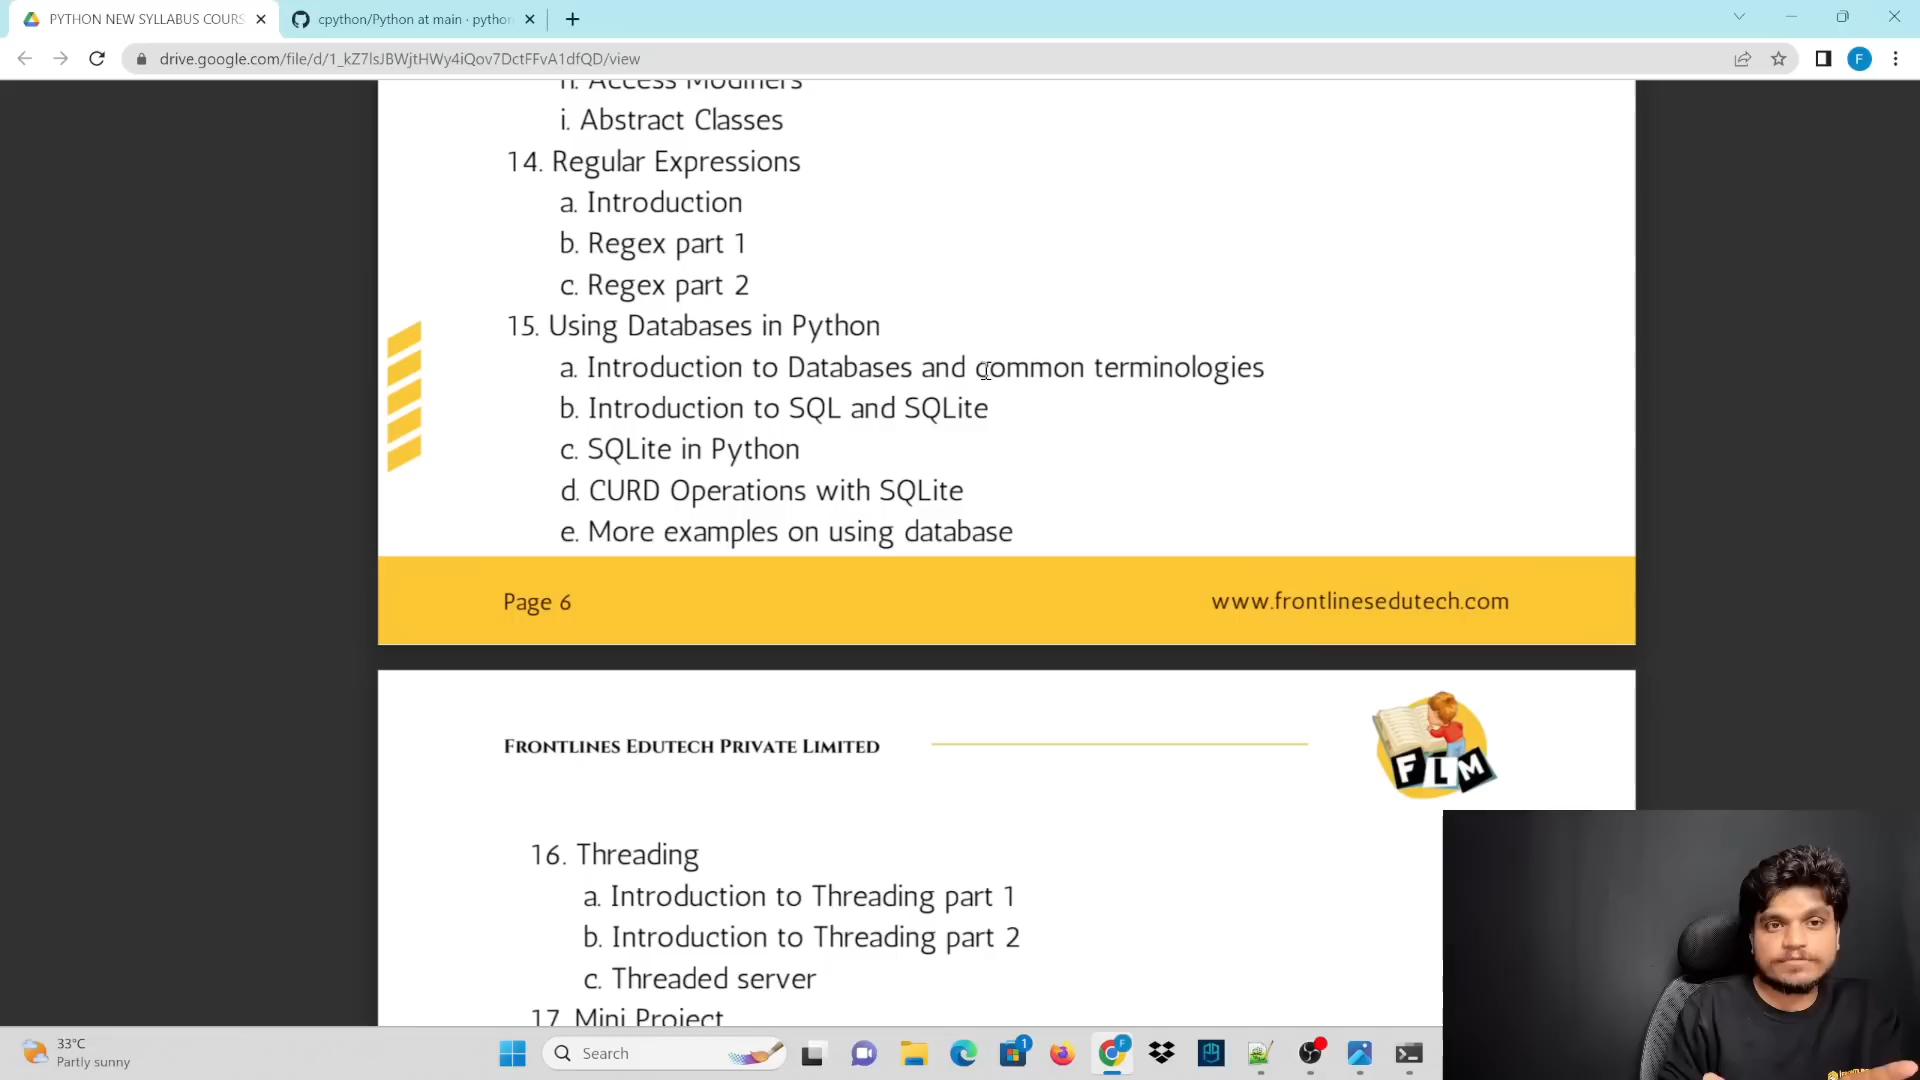 PYTHON NEW SYLLABUS COURS
cpython/Python at main · python
drive.google.com/file/d/1_kZ7lsJBWjtHWy4iQov7DctFFvA1dfQD/view
F
h. Access Modifiers
i. Abstract Classes
14. Regular Expressions
a. Introduction
b. Regex part 1
c. Regex part 2
15. Using Databases in Python
a. Introduction to Databases and common terminologies
b. Introduction to SQL and SQLite
c. SQLite in Python
d. CURD Operations with SQLite
e. More examples on using database
Page 6
www.frontlinesedutech.com
FRONTLINES EDUTECH PRIVATE LIMITED
FLM
16. Threading
a. Introduction to Threading part 1
b. Introduction to Threading part 2
c. Threaded server
17. Mini Project
33°C
Partly sunny
Search
1
F